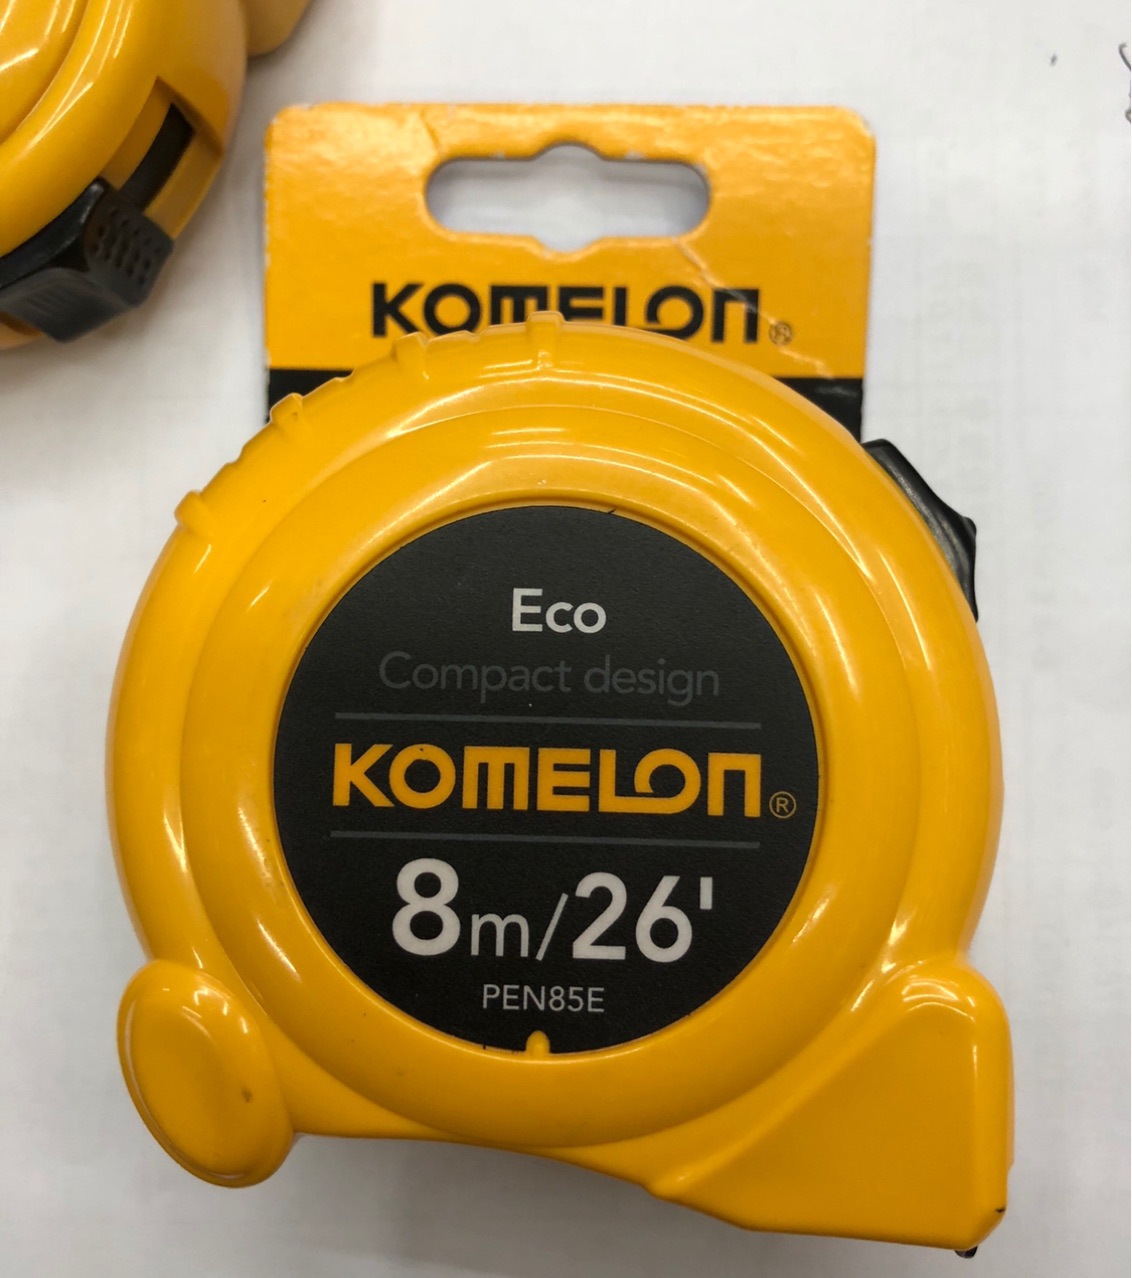 KOMELON®
Eco
Compact design
KOMELON®
8m/26'
PEN85E